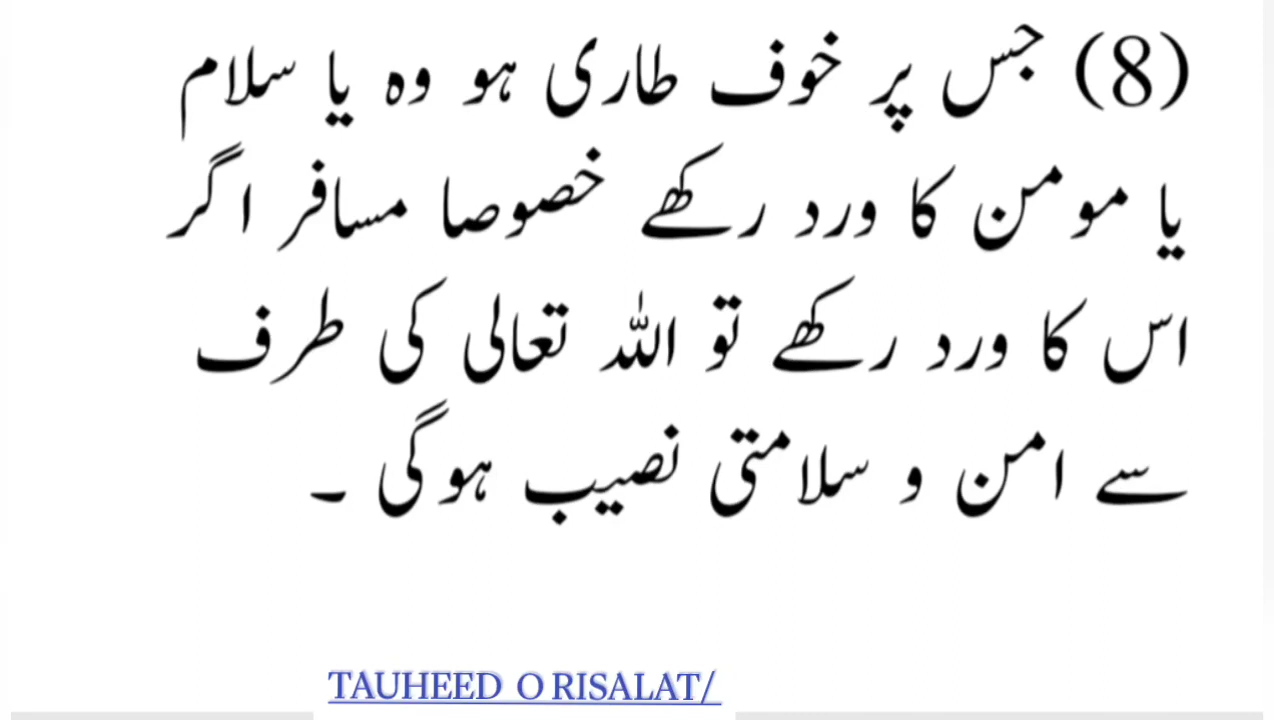 (8) جس پر خوف طاری ہو وہ یا سلام
یا مومن کا ورد رکھے خصوصا مسافر اگر
اس کا ورد رکھے تو اللہ تعالی کی طرف
سے امن و سلامتی نصیب ہوگی ۔
TAUHEED O RISALAT/